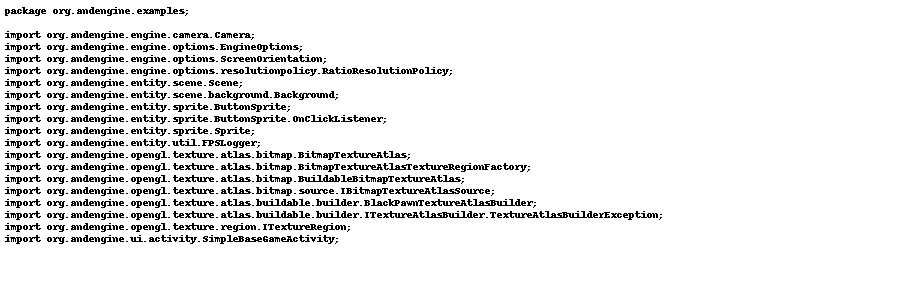 package org.andengine.examples;

import org.andengine.engine.camera.Camera;
import org.andengine.engine.options.EngineOptions;
import org.andengine.engine.options.ScreenOrientation;
import org.andengine.engine.options.resolutionpolicy.RatioResolutionPolicy;
import org.andengine.entity.scene.Scene;
import org.andengine.entity.scene.background.Background;
import org.andengine.entity.sprite.ButtonSprite;
import org.andengine.entity.sprite.ButtonSprite.OnClickListener;
import org.andengine.entity.sprite.Sprite;
import org.andengine.entity.util.FPSLogger;
import org.andengine.opengl.texture.atlas.bitmap.BitmapTextureAtlas;
import org.andengine.opengl.texture.atlas.bitmap.BitmapTextureAtlasTextureRegionFactory;
import org.andengine.opengl.texture.atlas.bitmap.BuildableBitmapTextureAtlas;
import org.andengine.opengl.texture.atlas.bitmap.source.IBitmapTextureAtlasSource;
import org.andengine.opengl.texture.atlas.buildable.builder.BlackPawnTextureAtlasBuilder;
import org.andengine.opengl.texture.atlas.buildable.builder.ITextureAtlasBuilder.TextureAtlasBuilderException;
import org.andengine.opengl.texture.region.ITextureRegion;
import org.andengine.ui.activity.SimpleBaseGameActivity;